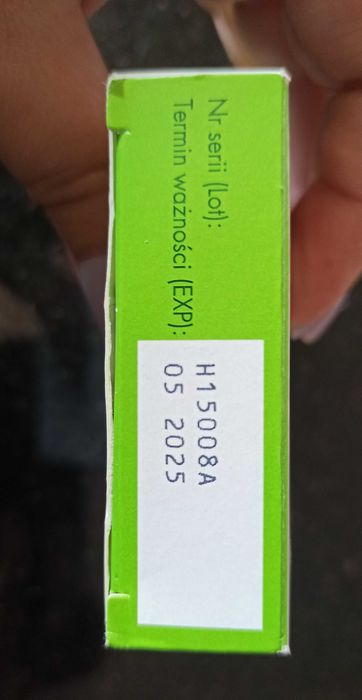 Nr serii (Lot): H15008A
Termin ważności (EXP): 05 2025